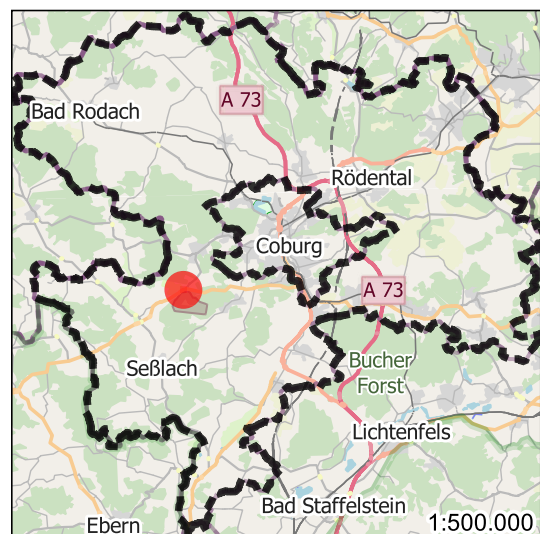 A 73
Bad Rodach
Rödental
Coburg
A 73
Seßlach
Bucher
Forst
Lichtenfels
Bad Staffelstein
Ebern
1:500.000